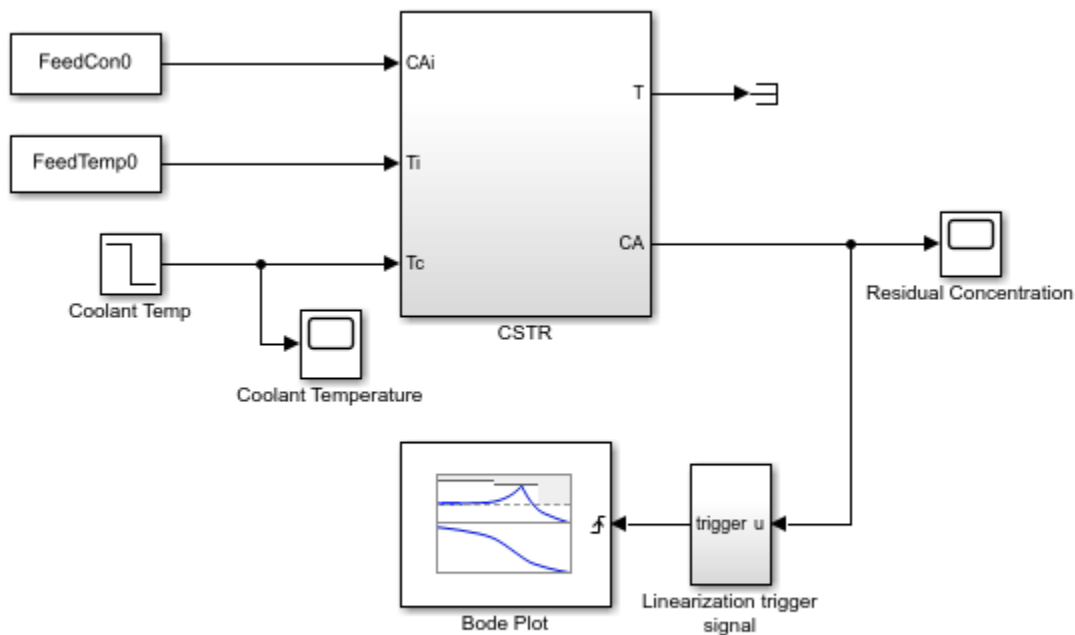 FeedCon0
CAi
T
FeedTemp0
Ti
CA
Tc
Coolant Temp
Residual Concentration
CSTR
Coolant Temperature
trigger u
Linearization trigger
signal
Bode Plot